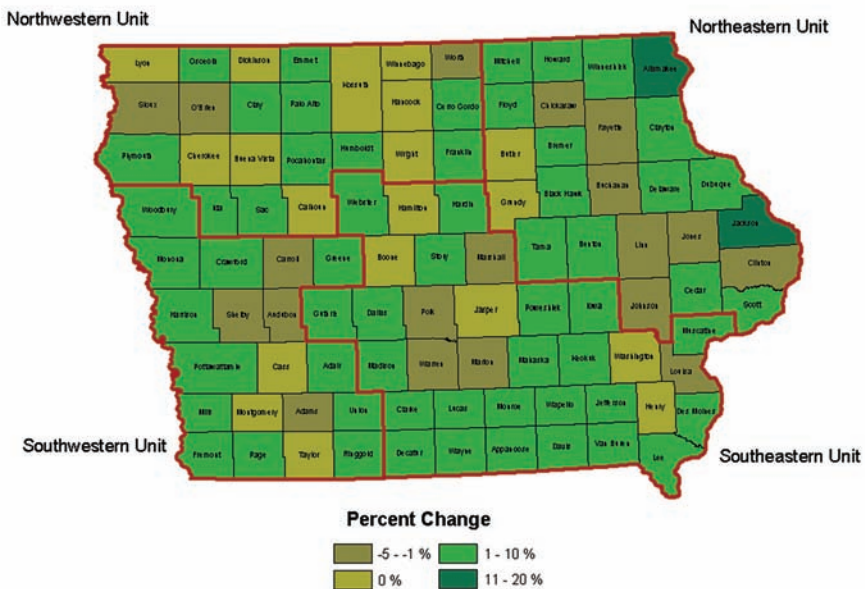 Northwestern Unit
Northeastern Unit
Lyon Osceola Dickinson Emmet Winnebago Worth Mitchell Howard Winneshiek Allamakee
Kossuth
Sioux O'Brien Clay Palo Alto Hancock Cerro Gordo Floyd Chickasaw
Fayette Clayton
Plymouth Cherokee Buena Vista Pocahontas Humboldt Wright Franklin Butler Bremer
Woodbury Ida Sac Calhoun Webster Hamilton Hardin Grundy Black Hawk Buchanan Delaware Dubuque
Jackson
Monona Crawford Carroll Greene Boone Story Marshall Tama Benton Linn Jones
Clinton
Cedar
Harrison Shelby Audubon Guthrie Dallas Polk Jasper Poweshiek Iowa Johnson Scott
Muscatine
Pottawattamie Cass Adair Madison Warren Marion Mahaska Keokuk Washington
Louisa
Mills Montgomery Adams Union Clarke Lucas Monroe Wapello Jefferson Henry Des Moines
Southwestern Unit
Fremont Page Taylor Ringgold Decatur Wayne Appanoose Davis Van Buren Lee
Southeastern Unit
Percent Change
-5 - -1 % 1 - 10 %
0 % 11 - 20 %